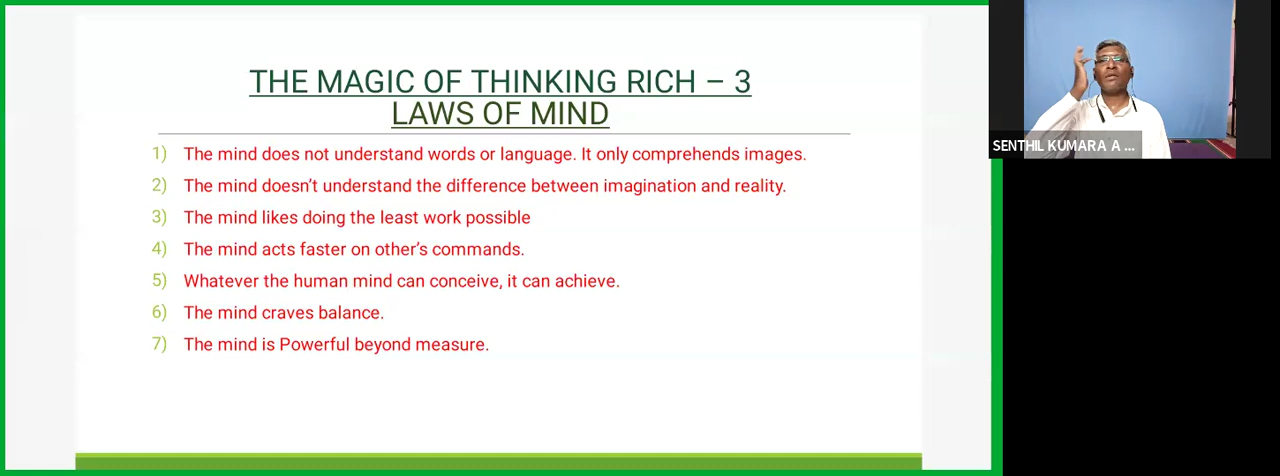 THE MAGIC OF THINKING RICH – 3
LAWS OF MIND
1) The mind does not understand words or language. It only comprehends images.
2) The mind doesn’t understand the difference between imagination and reality.
3) The mind likes doing the least work possible
4) The mind acts faster on other’s commands.
5) Whatever the human mind can conceive, it can achieve.
6) The mind craves balance.
7) The mind is Powerful beyond measure.
SENTHIL KUMARA A ...